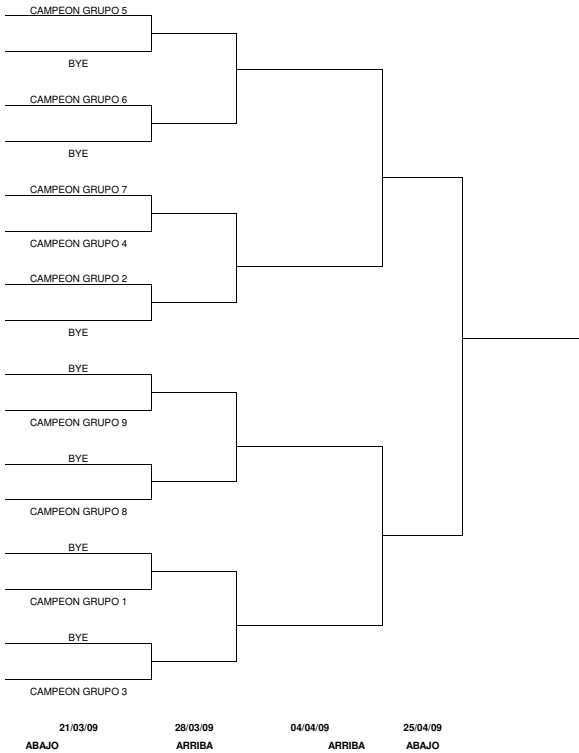 CAMPEON GRUPO 5
BYE
CAMPEON GRUPO 6
BYE
CAMPEON GRUPO 7
CAMPEON GRUPO 4
CAMPEON GRUPO 2
BYE
BYE
CAMPEON GRUPO 9
BYE
CAMPEON GRUPO 8
BYE
CAMPEON GRUPO 1
BYE
CAMPEON GRUPO 3
21/03/09 28/03/09 04/04/09 25/04/09
ABAJO ARRIBA ARRIBA ABAJO